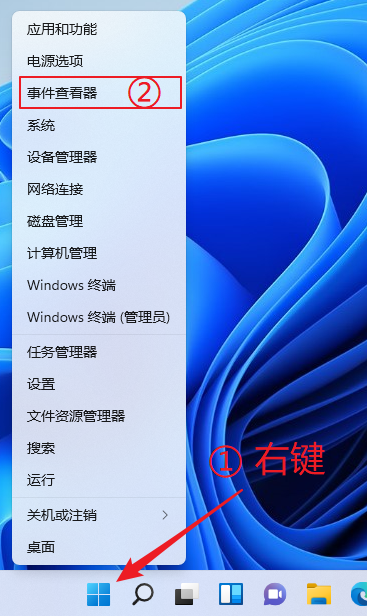 应用和功能
电源选项
事件查看器 ②
系统
设备管理器
网络连接
磁盘管理
计算机管理
Windows 终端
Windows 终端 (管理员)
任务管理器
设置
文件资源管理器
搜索
运行
① 右键
关机或注销
桌面